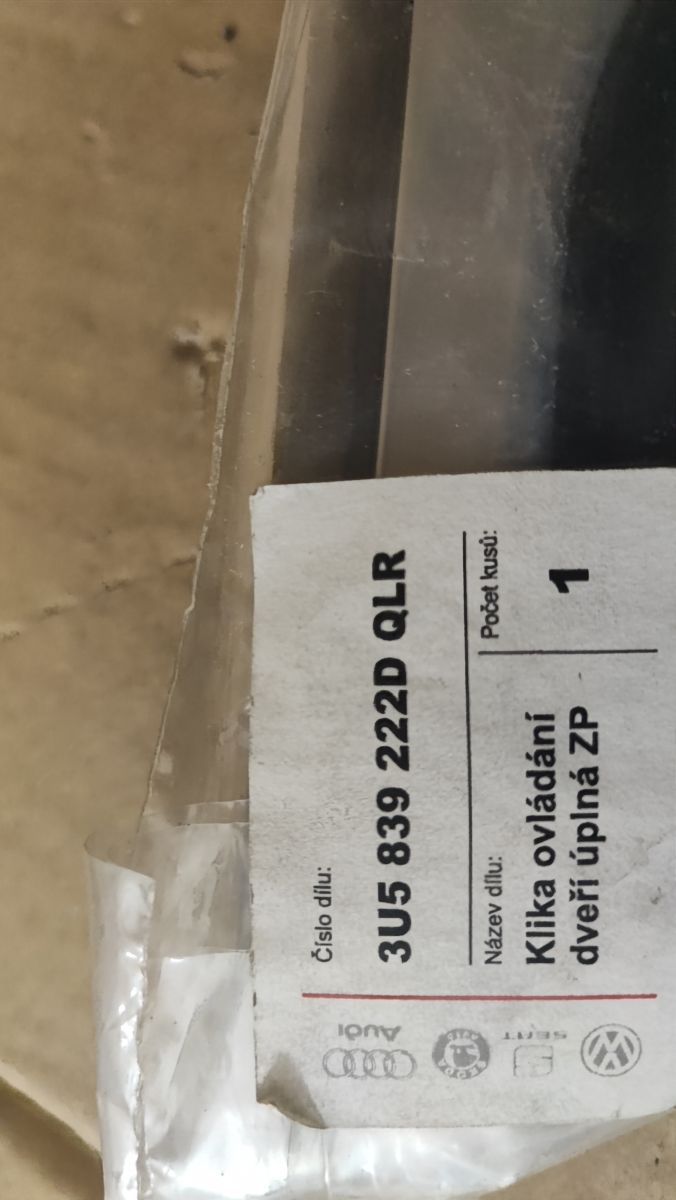 Číslo dílu:
3U5 839 222D QLR
Název dílu:
Klika ovládání
dveří úplná ZP
Počet kusů:
1
Audi
SEAT